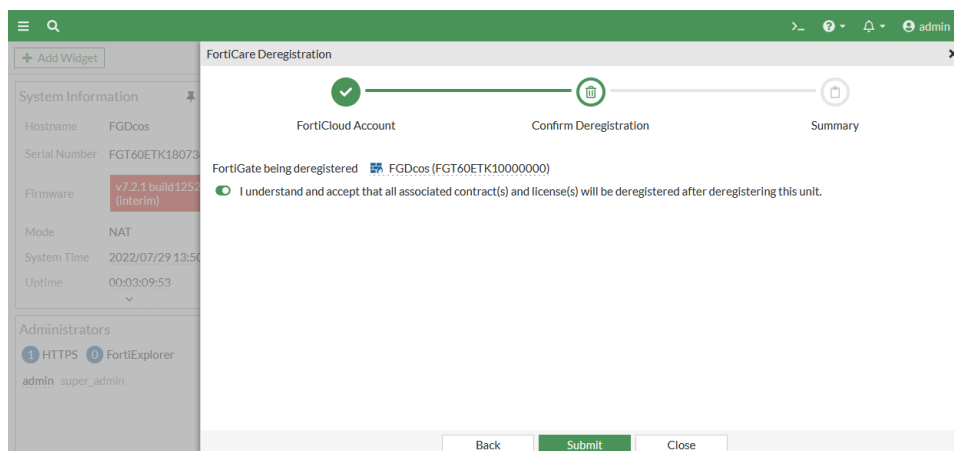 admin
+ Add Widget
FortiCare Deregistration
System Information
Hostname FGDcos
Serial Number FGT60ETK18073
Firmware v7.2.1 build1252
(interim)
Mode NAT
System Time 2022/07/29 13:50
Uptime 00:03:09:53
Administrators
1 HTTPS 0 FortiExplorer
admin super_admin
FortiCloud Account Confirm Deregistration Summary
FortiGate being deregistered FGDcos (FGT60ETK10000000)
I understand and accept that all associated contract(s) and license(s) will be deregistered after deregistering this unit.
Back Submit Close